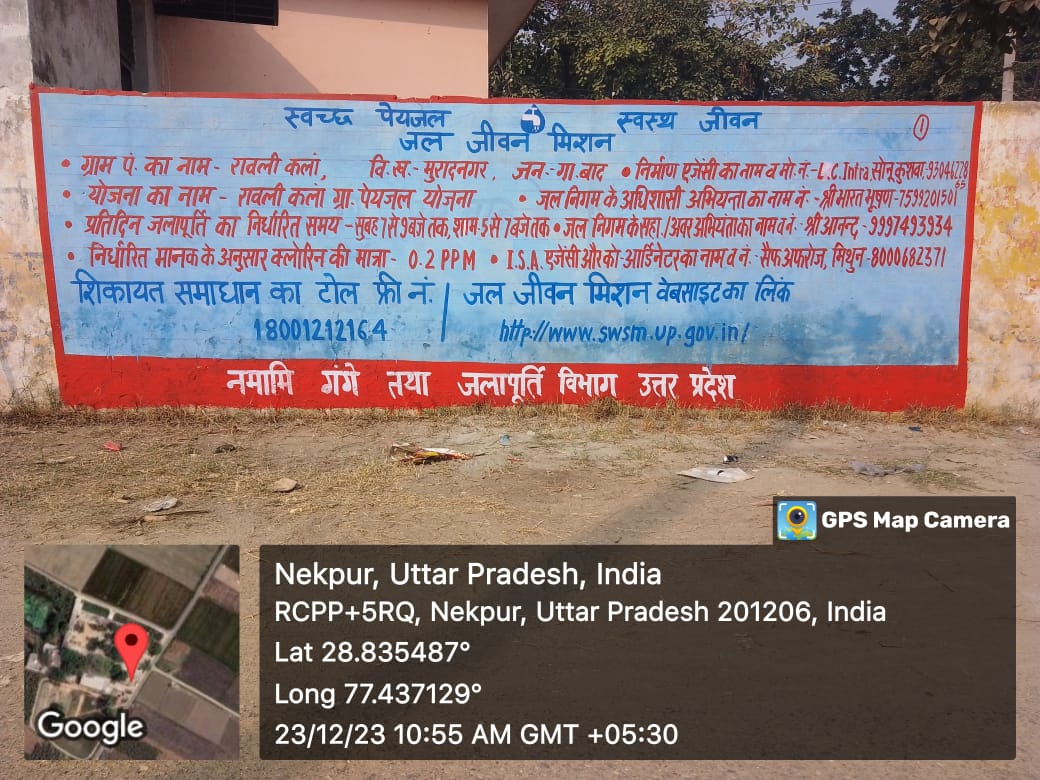 स्वच्छ पेयजल स्वस्थ जीवन
जल जीवन मिशन
1
• ग्राम पं. का नाम - रावली कलां, वि.ख.- मुरादनगर, जन.- गा.बाद • निर्माण एजेंसी का नाम व मो.नं.- L.C. Infra, सोनू कुशवा-93046228
65
• योजना का नाम - रावली कलां ग्रा. पेयजल योजना • जल निगम के अधिशासी अभियन्ता का नाम नं. - श्री भारत भूषण - 7599201501
• प्रतिदिन जलापूर्ति का निर्धारित समय - सुबह 7 से 9 बजे तक, शाम-5 से 7 बजे तक • जल निगम के सहा./अवर अभियंता का नाम व नं. - श्री आनन्द - 9997493934
• निर्धारित मानक के अनुसार क्लोरिन की मात्रा - 0.2 PPM • I.S.A. एजेंसी और को-आर्डिनेटर का नाम व नं. - सैफ अफरोज, मिथुन - 8000682371
शिकायत समाधान का टोल फ्री नं. / जल जीवन मिशन वेबसाइट का लिंक
18001212164 http://www.swsm.up.gov.in/
नमामि गंगे तथा जलापूर्ति विभाग उत्तर प्रदेश
GPS Map Camera
Nekpur, Uttar Pradesh, India
RCPP+5RQ, Nekpur, Uttar Pradesh 201206, India
Lat 28.835487°
Long 77.437129°
23/12/23 10:55 AM GMT +05:30
Google